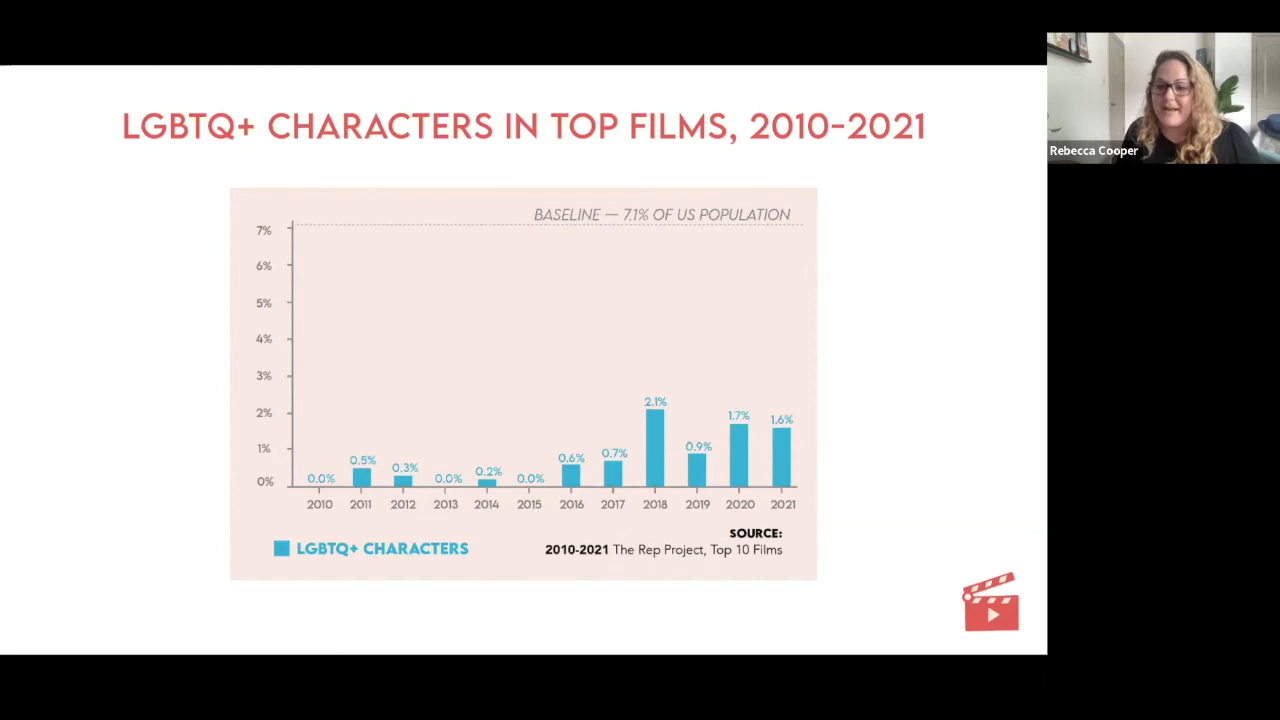 LGBTQ+ CHARACTERS IN TOP FILMS, 2010-2021
Rebecca Cooper
BASELINE — 7.1% OF US POPULATION
7%
6%
5%
4%
3%
2%
1%
0%
0.0%
0.5%
0.3%
0.0%
0.2%
0.0%
0.6%
0.7%
2.1%
0.9%
1.7%
1.6%
2010 2011 2012 2013 2014 2015 2016 2017 2018 2019 2020 2021
LGBTQ+ CHARACTERS
SOURCE:
2010-2021 The Rep Project, Top 10 Films